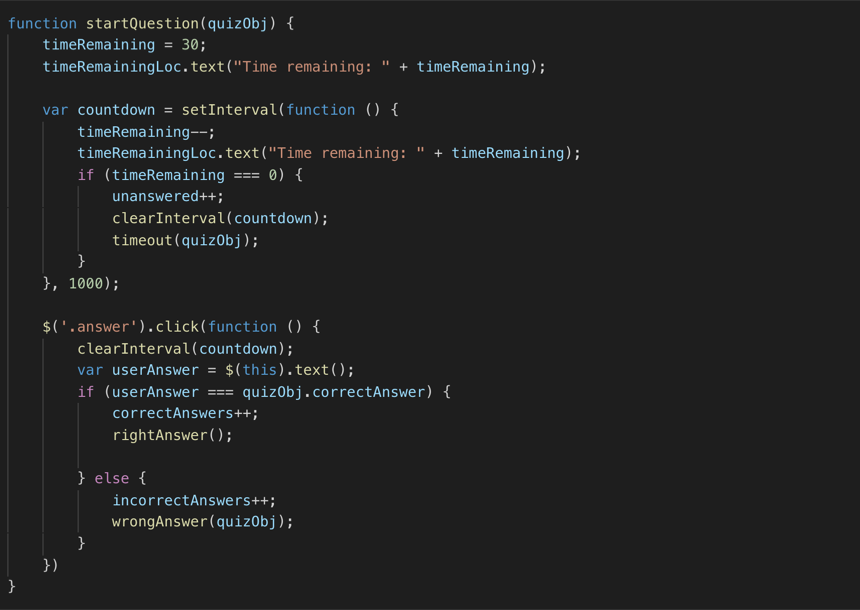 function startQuestion(quizObj) {
    timeRemaining = 30;
    timeRemainingLoc.text("Time remaining: " + timeRemaining);

    var countdown = setInterval(function () {
        timeRemaining--;
        timeRemainingLoc.text("Time remaining: " + timeRemaining);
        if (timeRemaining === 0) {
            unanswered++;
            clearInterval(countdown);
            timeout(quizObj);
        }
    }, 1000);

    $('.answer').click(function () {
        clearInterval(countdown);
        var userAnswer = $(this).text();
        if (userAnswer === quizObj.correctAnswer) {
            correctAnswers++;
            rightAnswer();

        } else {
            incorrectAnswers++;
            wrongAnswer(quizObj);
        }
    })
}